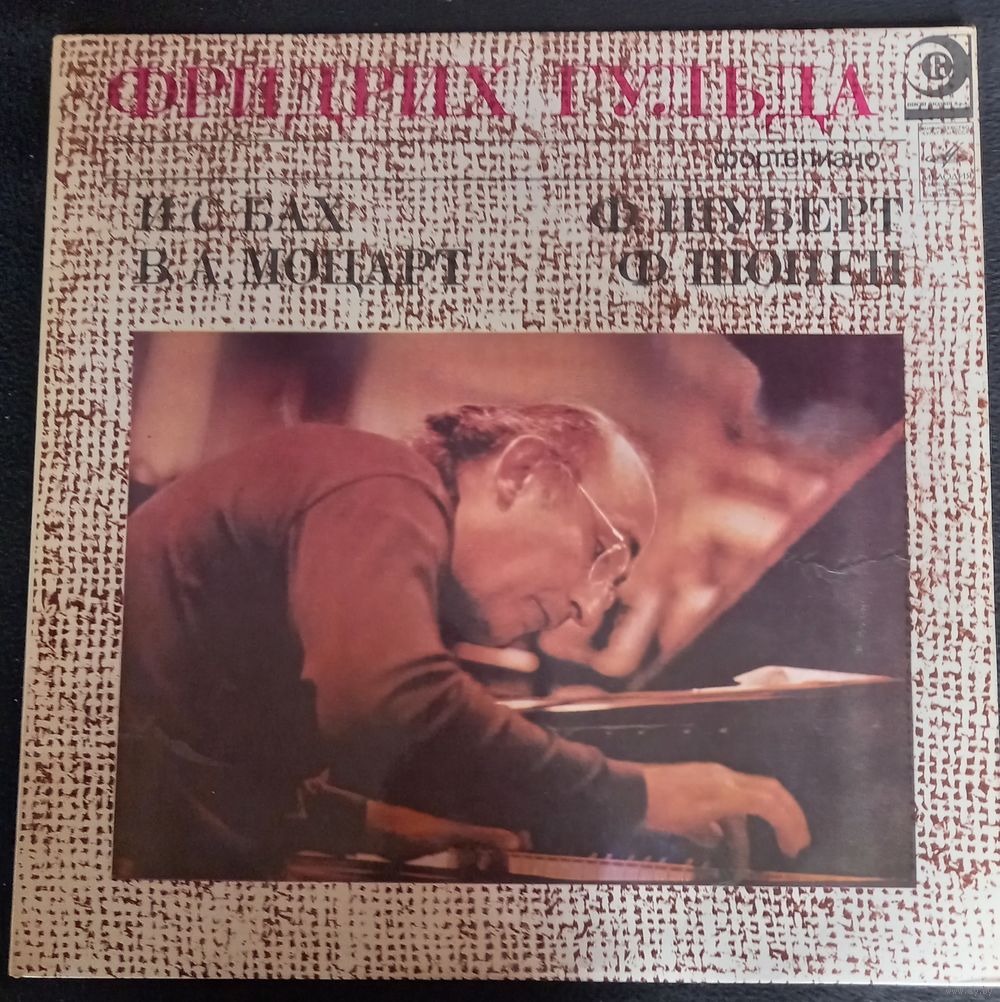 ФРИДРИХ ГУЛЬДА
фортепиано
И.С.БАХ
В.А.МОЦАРТ
Ф.ШУБЕРТ
Ф.ШОПЕН
R